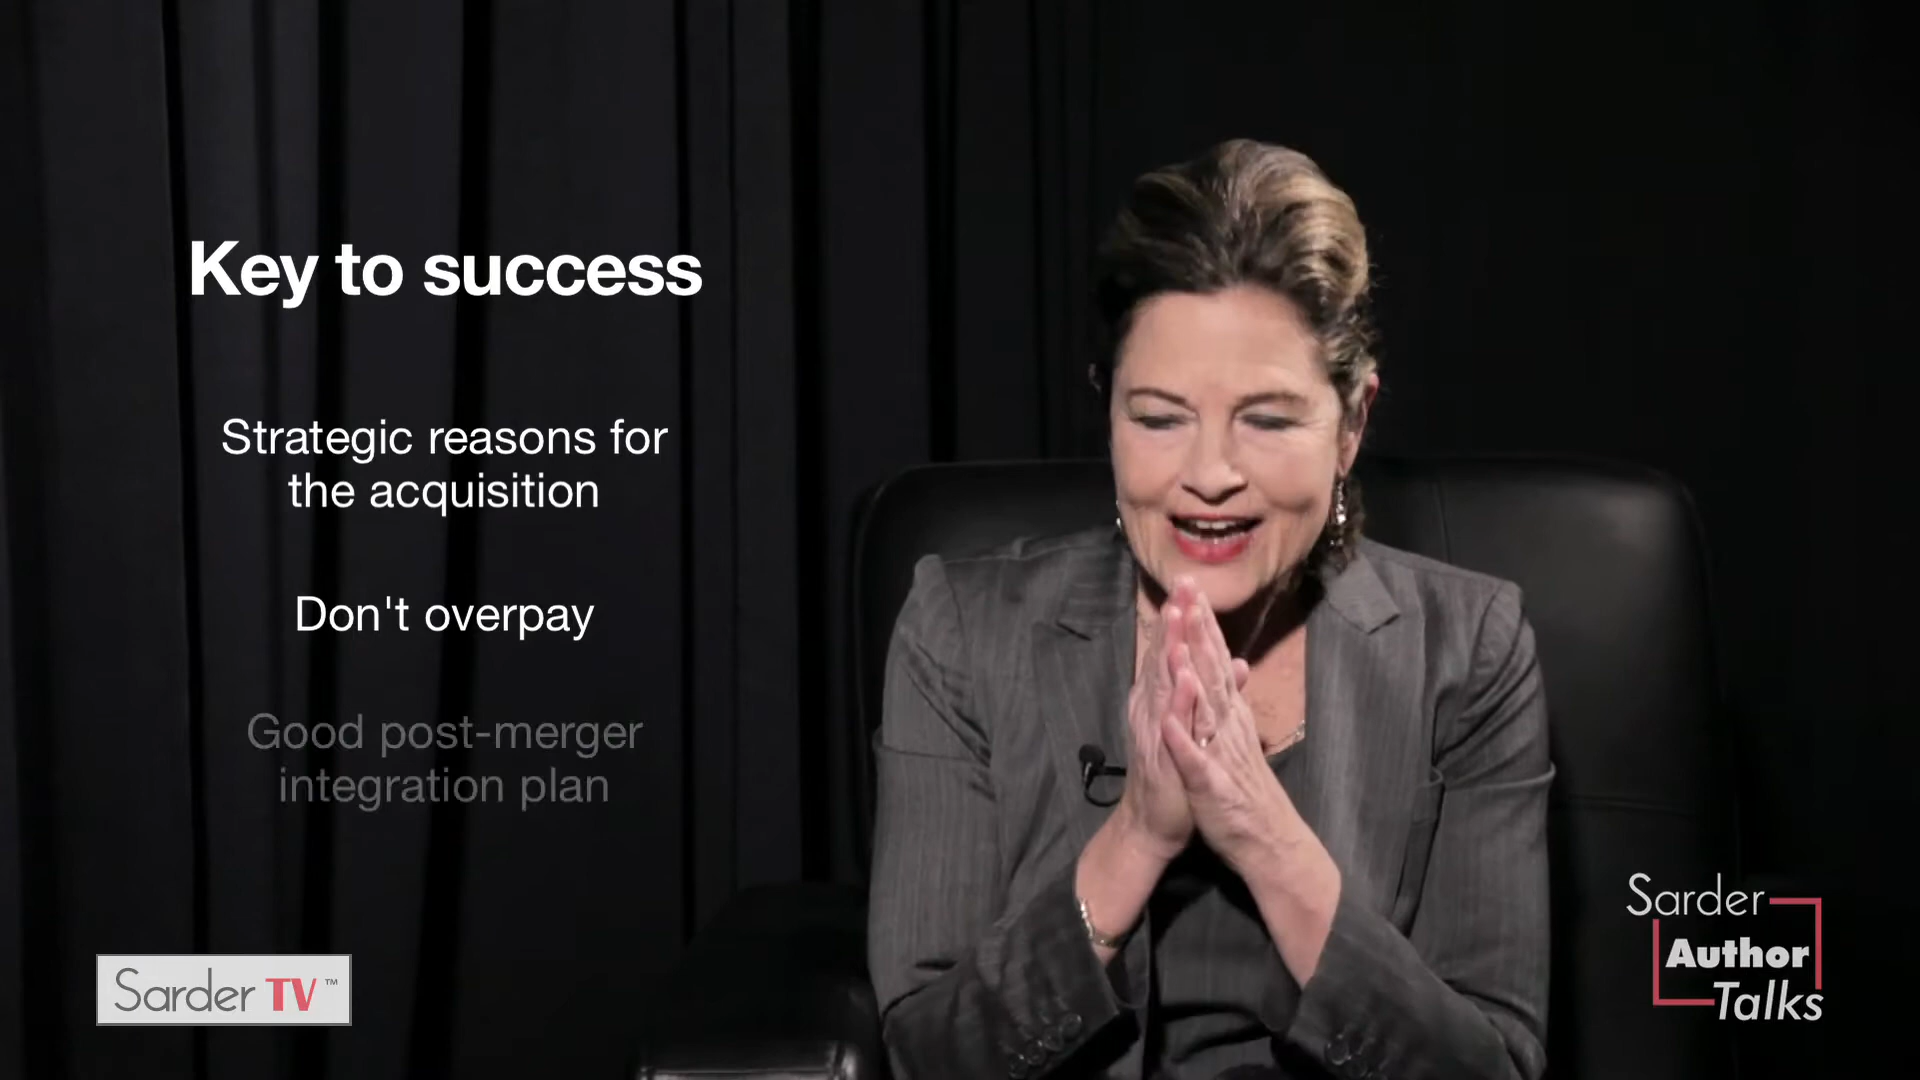 Key to success
Strategic reasons for
the acquisition
Don't overpay
Good post-merger
integration plan
Sarder TV™
Sarder
Author
Talks